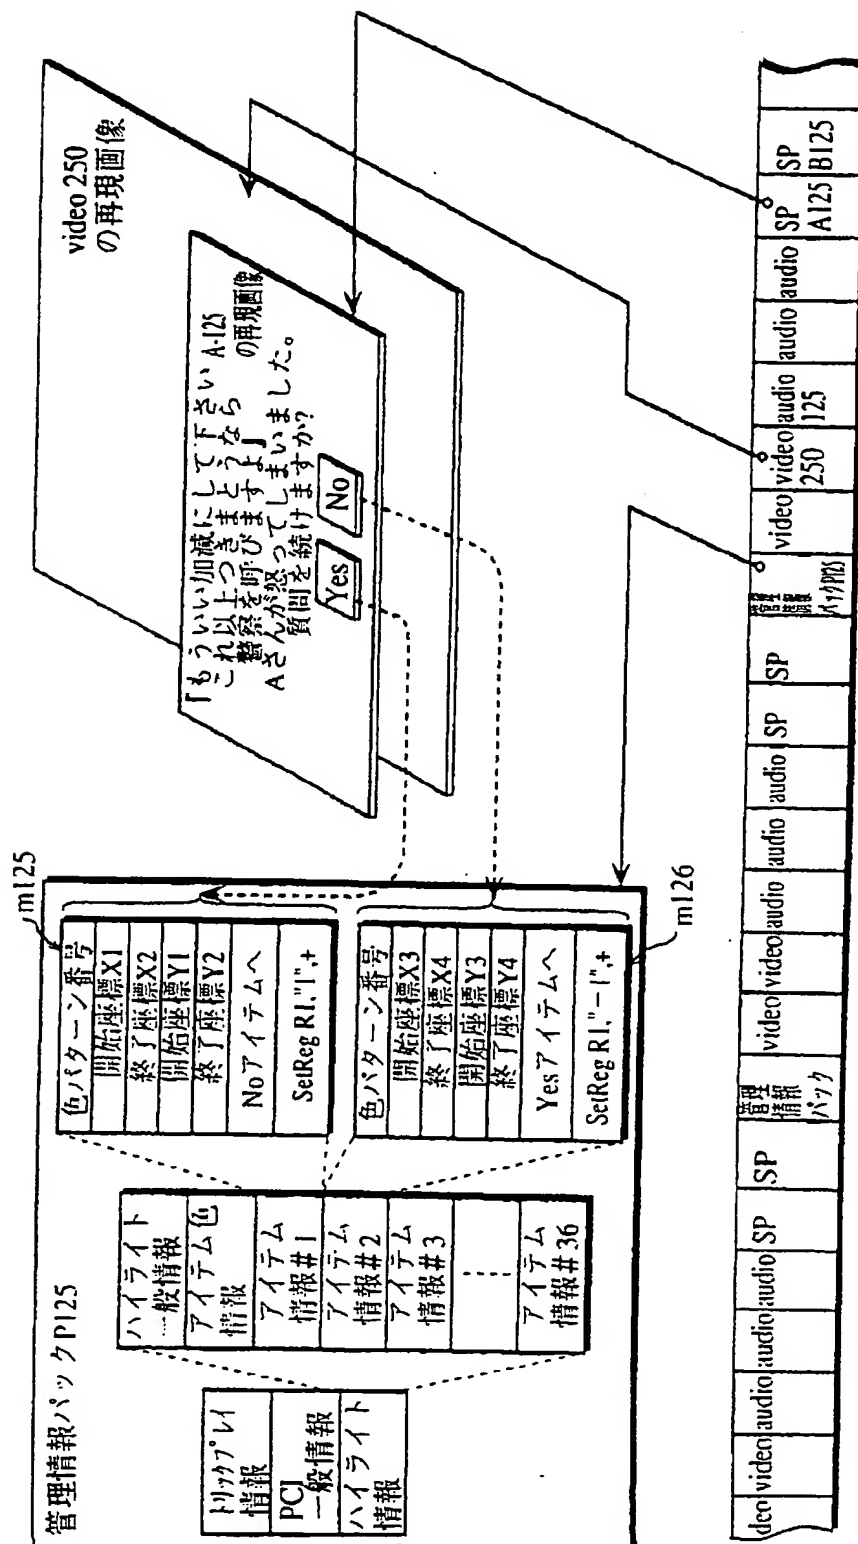 管理情報パックP125
トリックプレイ
情報
PCI
一般情報
ハイライト
情報
ハイライト
一般情報
アイテム色
情報
アイテム
情報#1
アイテム
情報#2
アイテム
情報#3
アイテム
情報#36
m125
色パターン番号
開始座標X1
終了座標X2
開始座標Y1
終了座標Y2
Noアイテムへ
SetReg R1,"1",+
色パターン番号
開始座標X3
終了座標X4
開始座標Y3
終了座標Y4
Yesアイテムへ
SetReg R1,"-1",+
m126
video 250
の再現画像
「もういい加減にして下さい
これ以上つきまとうなら
警察を呼びますよ」
Aさんが怒ってしまいました。
質問を続けますか?
A-125
の再現画像
Yes
No
deo
video
audio
audio
audio
SP
SP
管理
情報
パック
video
video
audio
audio
audio
SP
SP
パックP125
video
video
250
audio
125
audio
audio
SP
A125
SP
B125